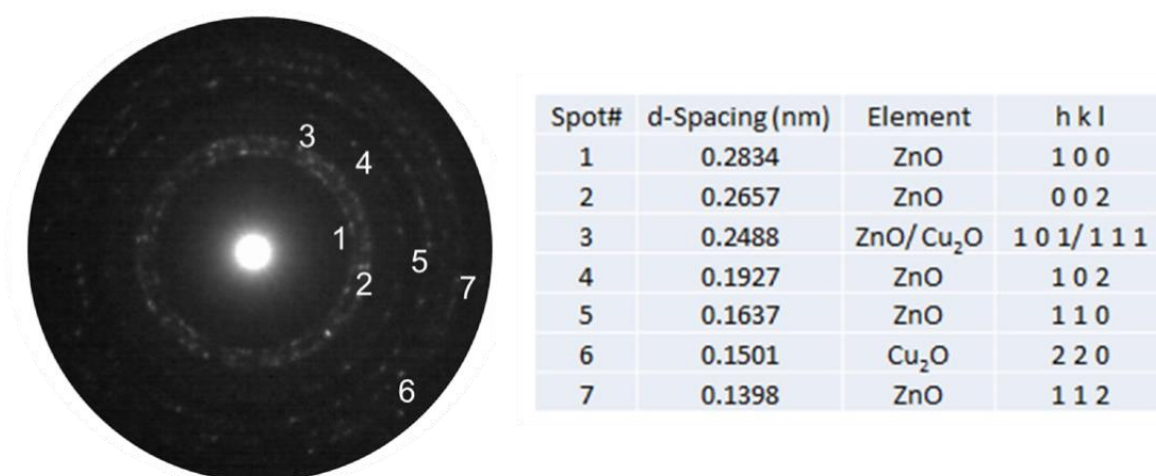 3
4
1
5
2
7
6
Spot# d-Spacing (nm) Element h k l
1 0.2834 ZnO 1 0 0
2 0.2657 ZnO 0 0 2
3 0.2488 ZnO/ Cu₂O 1 0 1/ 1 1 1
4 0.1927 ZnO 1 0 2
5 0.1637 ZnO 1 1 0
6 0.1501 Cu₂O 2 2 0
7 0.1398 ZnO 1 1 2